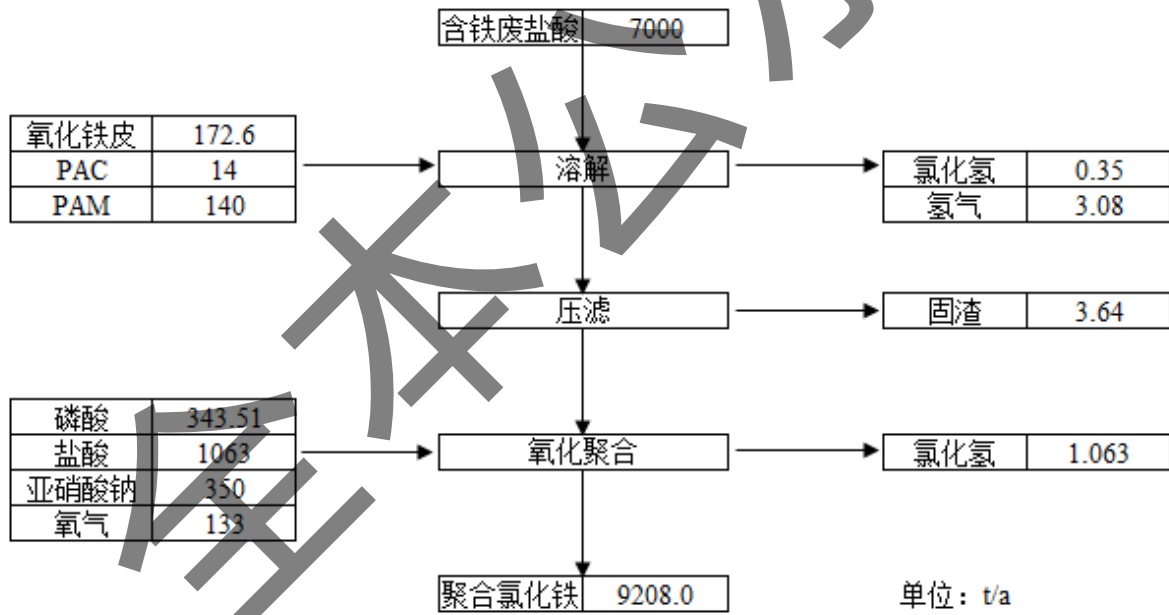 含铁废盐酸 7000
氧化铁皮 172.6
PAC 14
PAM 140
溶解
氯化氢 0.35
氢气 3.08
压滤
固渣 3.64
磷酸 343.51
盐酸 1063
亚硝酸钠 350
氧气 133
氧化聚合
氯化氢 1.063
聚合氯化铁 9208.0
单位：t/a
全本公